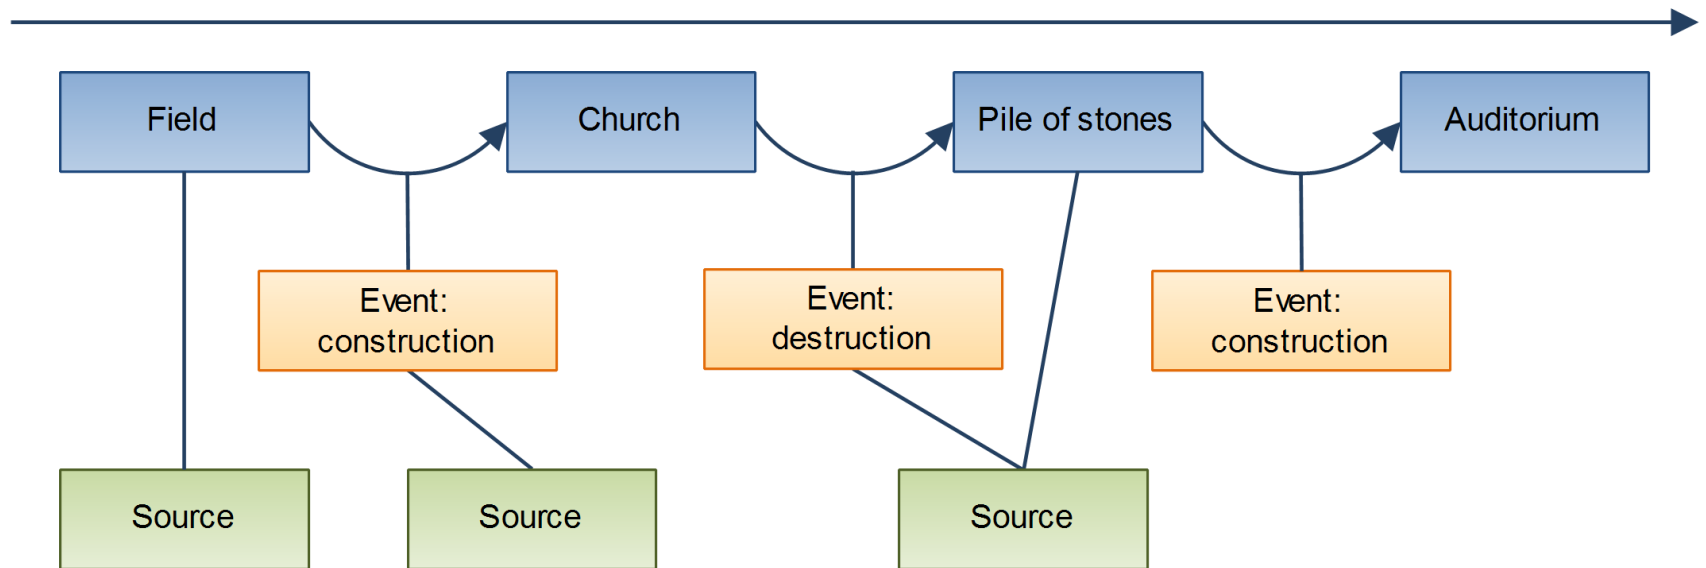 Field
Church
Pile of stones
Auditorium
Event:
construction
Event:
destruction
Event:
construction
Source
Source
Source